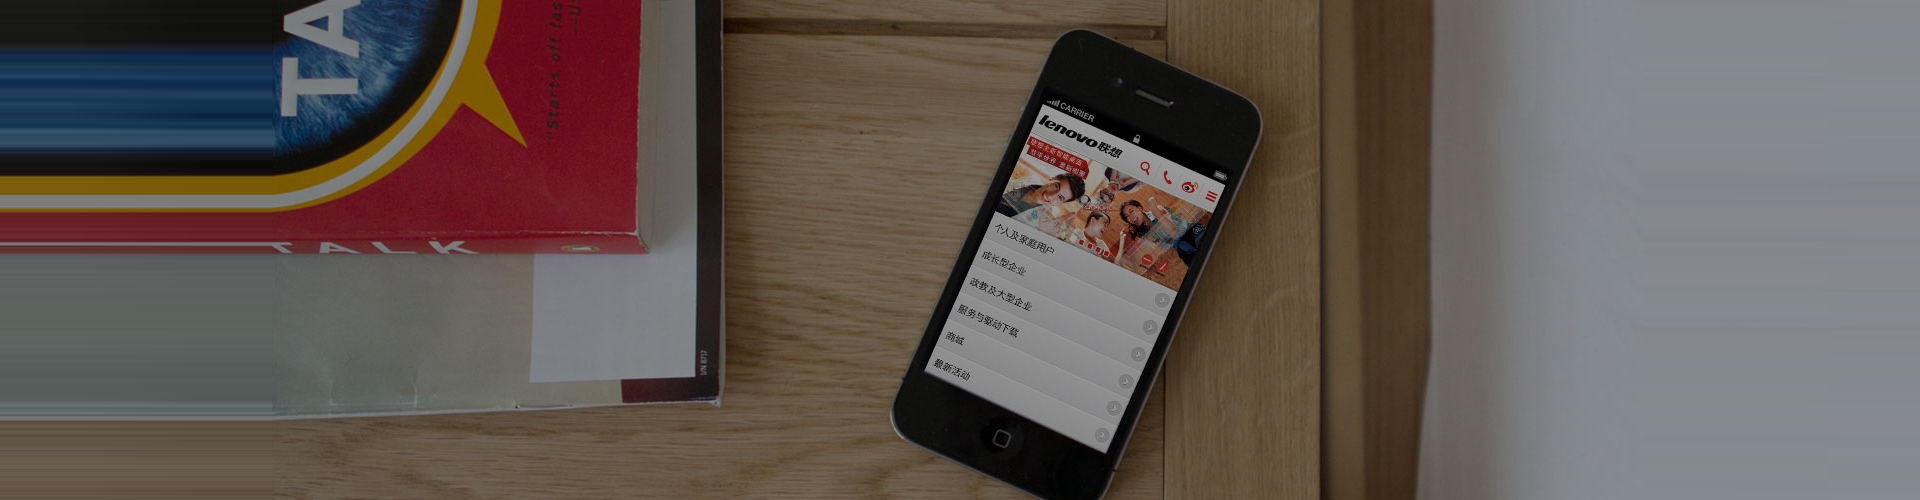 TA
"Starts off fas
—U
TALK
I/N 8717
CARRIER
lenovo联想
个人及家庭用户
成长型企业
政教及大型企业
服务与驱动下载
商城
最新活动